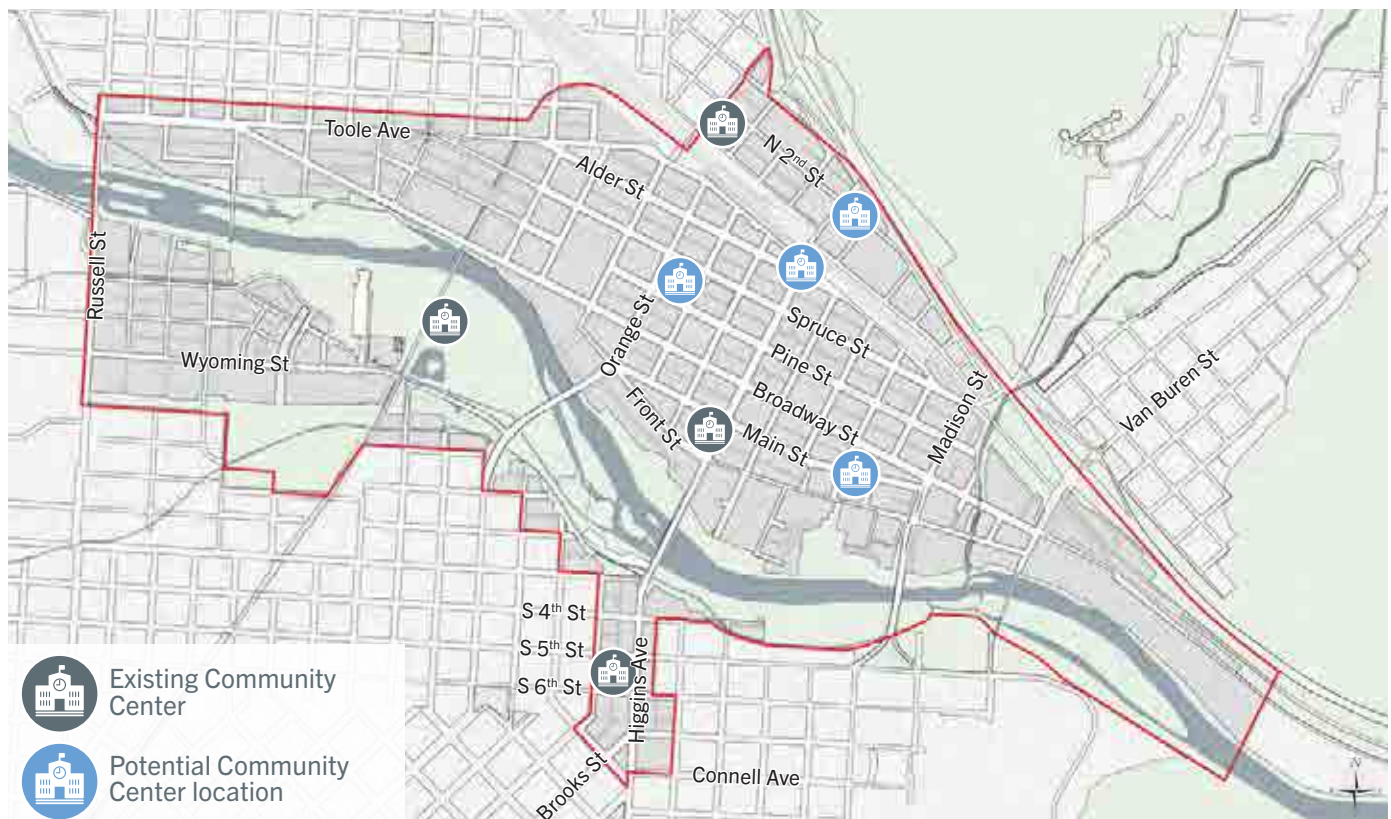 Toole Ave
Alder St
N 2nd St
Russell St
Orange St
Wyoming St
Spruce St
Pine St
Broadway St
Front St
Main St
Madison St
Van Buren St
S 4th St
S 5th St
S 6th St
Higgins Ave
Brooks St
Connell Ave
Existing Community
Center
Potential Community
Center location
N